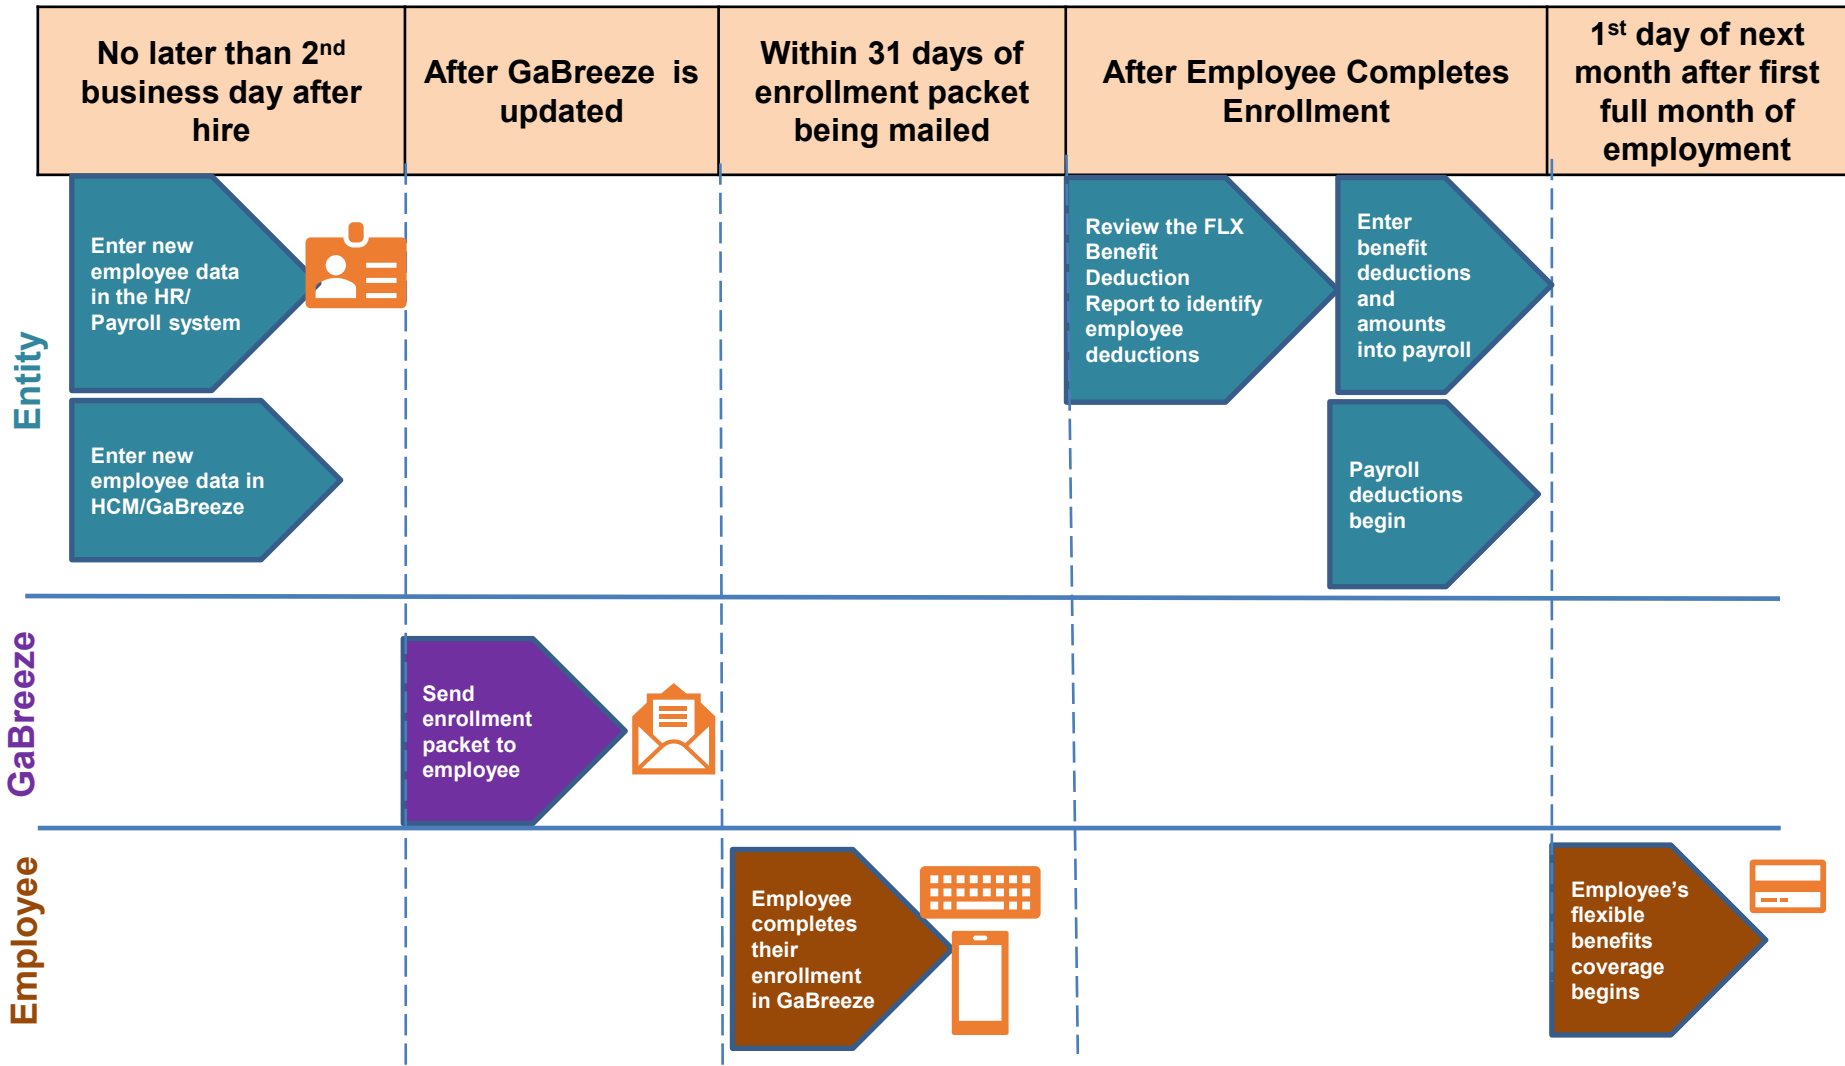 No later than 2nd
business day after
hire
After GaBreeze is
updated
Within 31 days of
enrollment packet
being mailed
After Employee Completes
Enrollment
1st day of next
month after first
full month of
employment
Entity
Enter new
employee data
in the HR/
Payroll system
Enter new
employee data in
HCM/GaBreeze
Review the FLX
Benefit
Deduction
Report to identify
employee
deductions
Enter
benefit
deductions
and
amounts
into payroll
Payroll
deductions
begin
GaBreeze
Send
enrollment
packet to
employee
Employee
Employee
completes
their
enrollment
in GaBreeze
Employee’s
flexible
benefits
coverage
begins